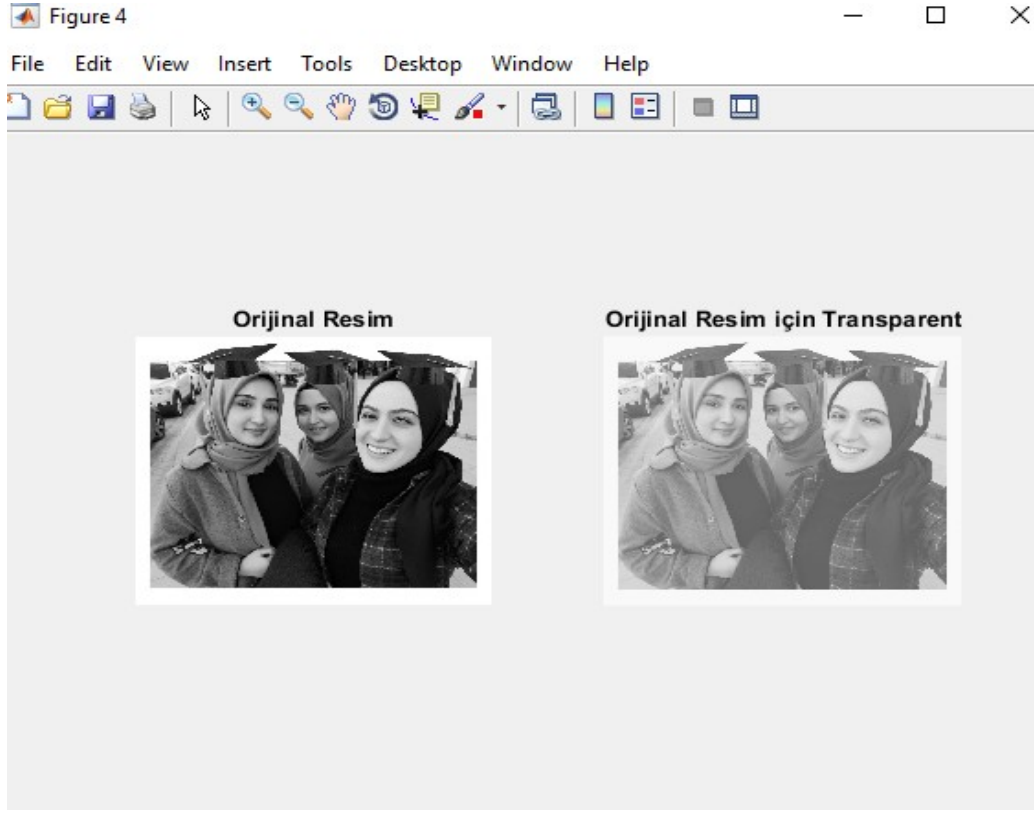 Figure 4
File Edit View Insert Tools Desktop Window Help
Orijinal Resim
Orijinal Resim için Transparent